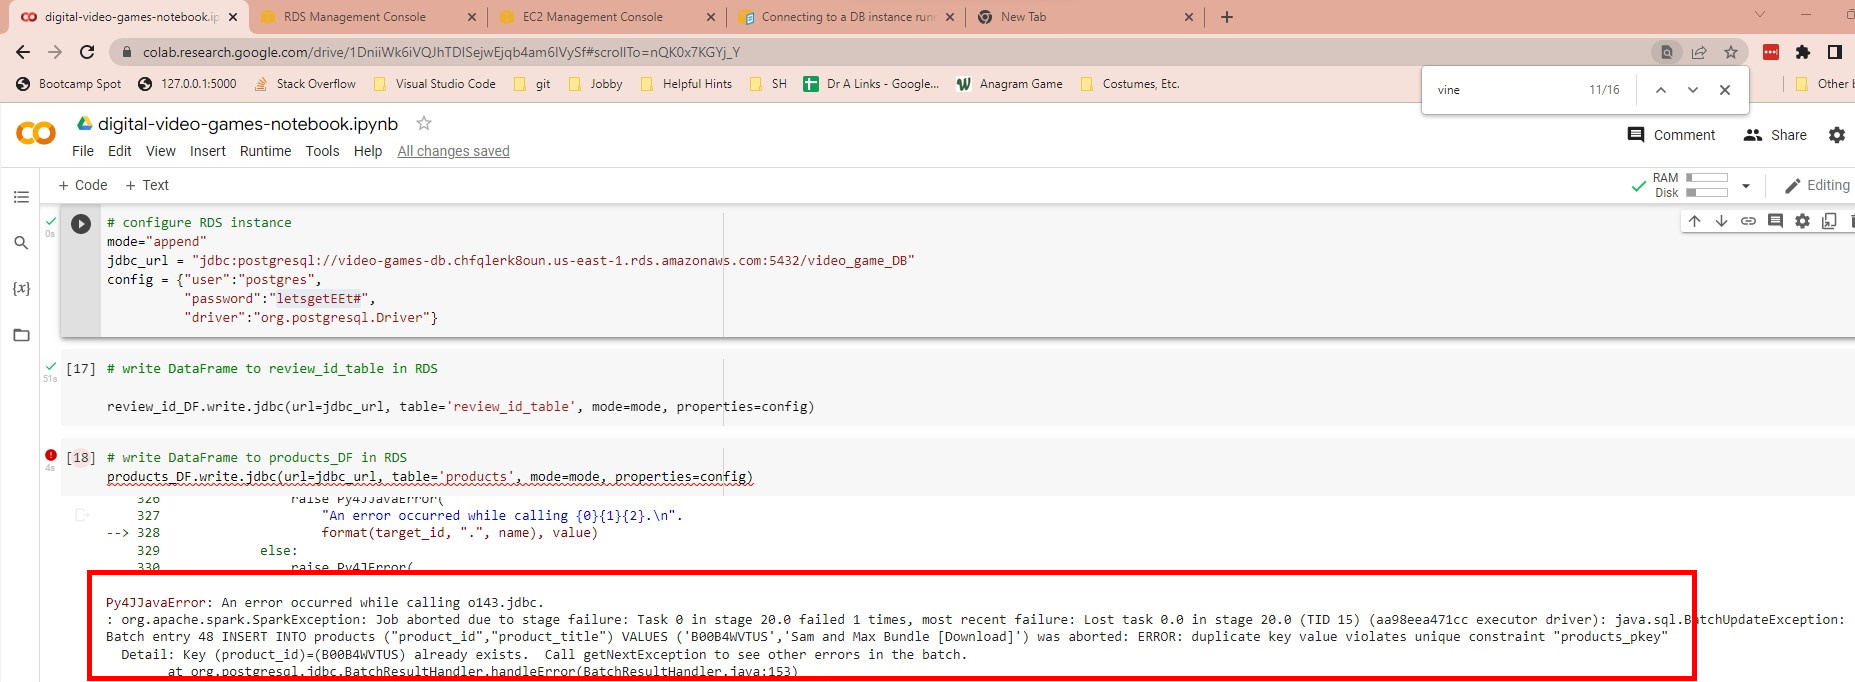 digital-video-games-notebook.ip
RDS Management Console
EC2 Management Console
Connecting to a DB instance run
New Tab
colab.research.google.com/drive/1DniiWk6iVQJhTDISejwEjqb4am6IVySf#scrollTo=nQK0x7KGYj_Y
Bootcamp Spot 127.0.0.1:5000 Stack Overflow Visual Studio Code git Jobby Helpful Hints SH Dr A Links - Google... Anagram Game Costumes, Etc. Other b
vine 11/16
digital-video-games-notebook.ipynb
Comment Share
File Edit View Insert Runtime Tools Help All changes saved
+ Code + Text
RAM
Disk
Editing
# configure RDS instance
0s
mode="append"
jdbc_url = "jdbc:postgresql://video-games-db.chfqlerk8oun.us-east-1.rds.amazonaws.com:5432/video_game_DB"
config = {"user":"postgres",
{x}
"password":"letsgetEEt#",
"driver":"org.postgresql.Driver"}
[17] # write DataFrame to review_id_table in RDS
51s
review_id_DF.write.jdbc(url=jdbc_url, table='review_id_table', mode=mode, properties=config)
[18] # write DataFrame to products_DF in RDS
4s
products_DF.write.jdbc(url=jdbc_url, table='products', mode=mode, properties=config)
326 raise Py4JJavaError(
327 "An error occurred while calling {0}{1}{2}.\n".
--> 328 format(target_id, ".", name), value)
329 else:
330 raise Py4JError(
Py4JJavaError: An error occurred while calling o143.jdbc.
: org.apache.spark.SparkException: Job aborted due to stage failure: Task 0 in stage 20.0 failed 1 times, most recent failure: Lost task 0.0 in stage 20.0 (TID 15) (aa98eea471cc executor driver): java.sql.BatchUpdateException:
Batch entry 48 INSERT INTO products ("product_id","product_title") VALUES ('B00B4WVTUS','Sam and Max Bundle [Download]') was aborted: ERROR: duplicate key value violates unique constraint "products_pkey"
Detail: Key (product_id)=(B00B4WVTUS) already exists. Call getNextException to see other errors in the batch.
at org.postgresql.jdbc.BatchResultHandler.handleError(BatchResultHandler.java:153)